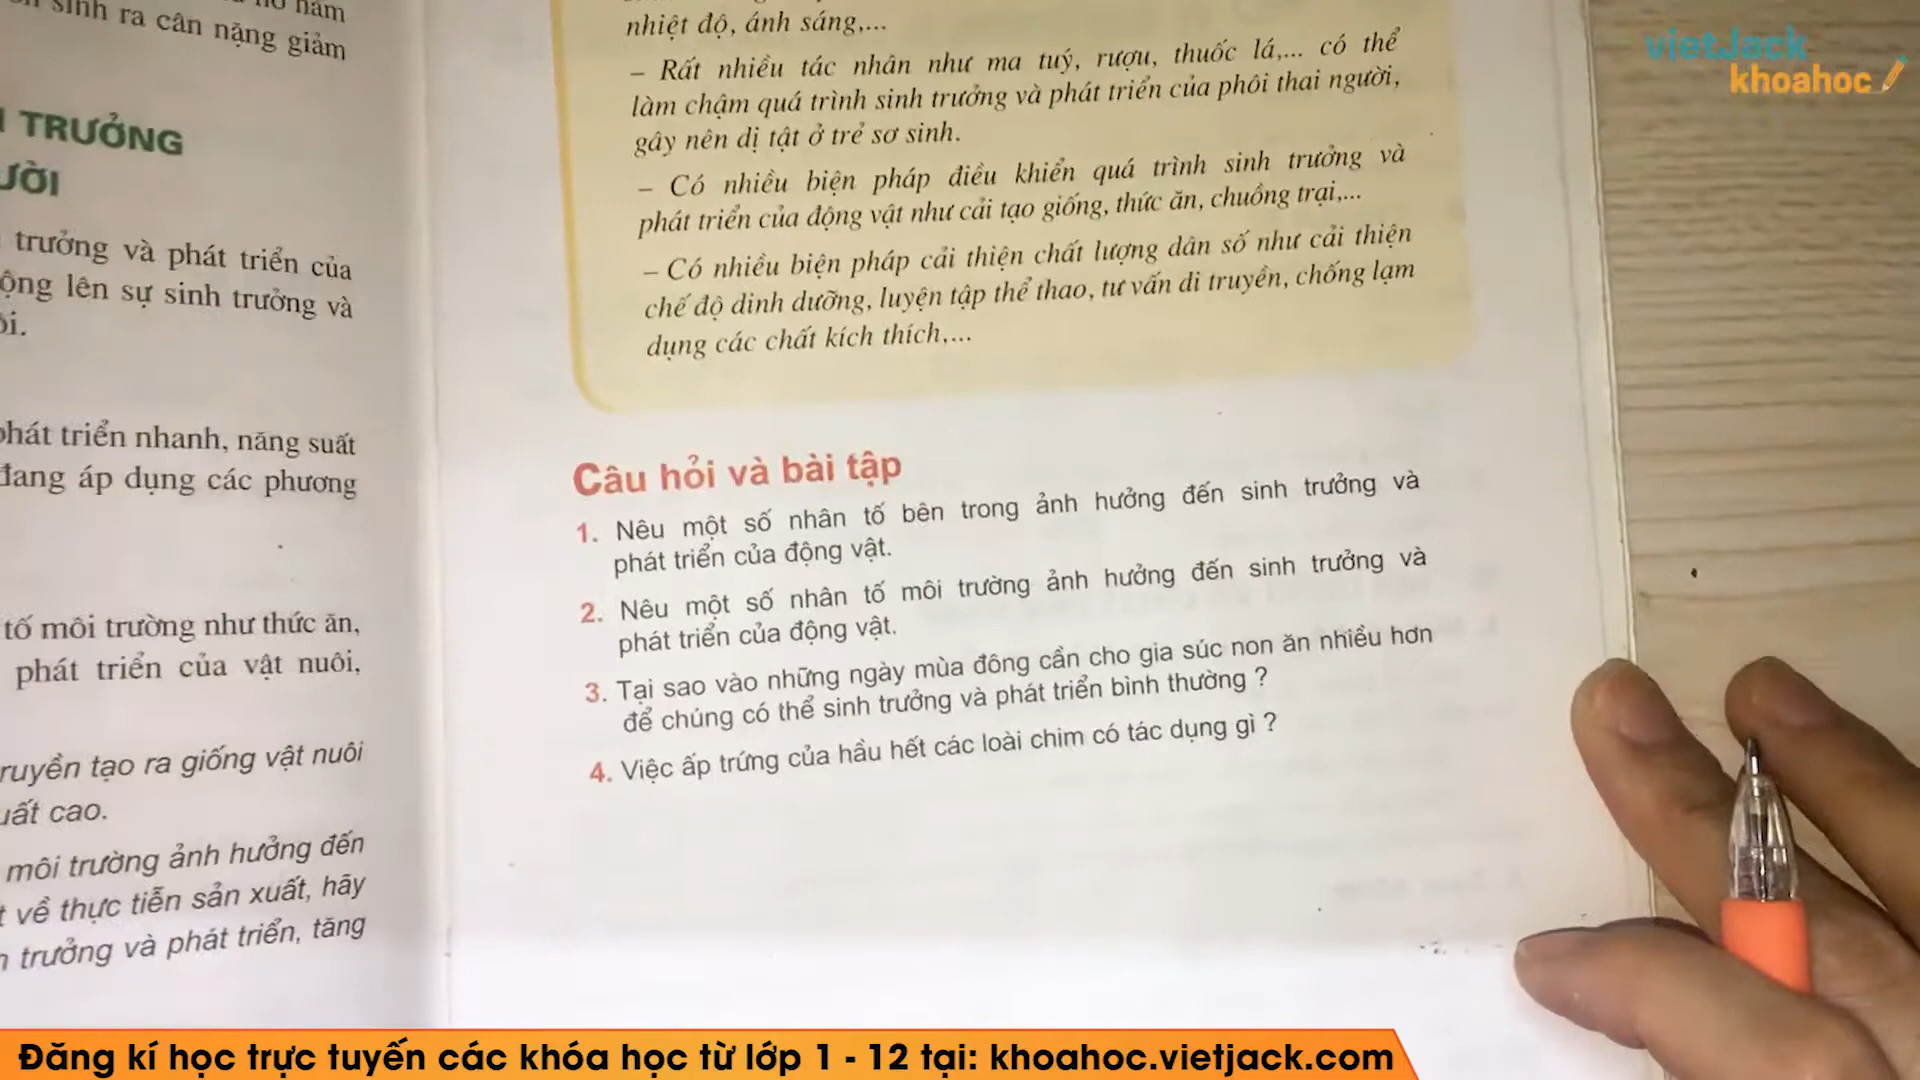 sinh ra cân nặng giảm
TRƯỞNG
trưởng và phát triển của
ộng lên sự sinh trưởng và
ôi.
phát triển nhanh, năng suất
đang áp dụng các phương
tố môi trường như thức ăn,
phát triển của vật nuôi,
ruyền tạo ra giống vật nuôi
uất cao.
môi trường ảnh hưởng đến
về thực tiễn sản xuất, hãy
trưởng và phát triển, tăng
nhiệt độ, ánh sáng,...
– Rất nhiều tác nhân như ma tuý, rượu, thuốc lá,... có thể
làm chậm quá trình sinh trưởng và phát triển của phôi thai người,
gây nên dị tật ở trẻ sơ sinh.
– Có nhiều biện pháp điều khiển quá trình sinh trưởng và
phát triển của động vật như cải tạo giống, thức ăn, chuồng trại,...
– Có nhiều biện pháp cải thiện chất lượng dân số như cải thiện
chế độ dinh dưỡng, luyện tập thể thao, tư vấn di truyền, chống lạm
dụng các chất kích thích,...
Câu hỏi và bài tập
1. Nêu một số nhân tố bên trong ảnh hưởng đến sinh trưởng và
phát triển của động vật.
2. Nêu một số nhân tố môi trường ảnh hưởng đến sinh trưởng và
phát triển của động vật.
3. Tại sao vào những ngày mùa đông cần cho gia súc non ăn nhiều hơn
để chúng có thể sinh trưởng và phát triển bình thường ?
4. Việc ấp trứng của hầu hết các loài chim có tác dụng gì ?
vietJack
khoahoc
Đăng kí học trực tuyến các khóa học từ lớp 1 - 12 tại: khoahoc.vietjack.com